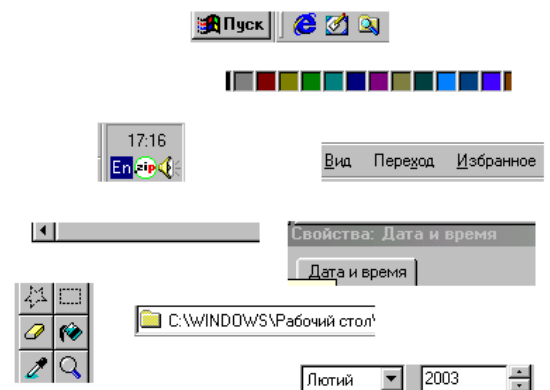 Пуск
17:16
En zip
Вид Переход Избранное
Свойства: Дата и время
Дата и время
C:\WINDOWS\Рабочий стол\
Лютий 2003